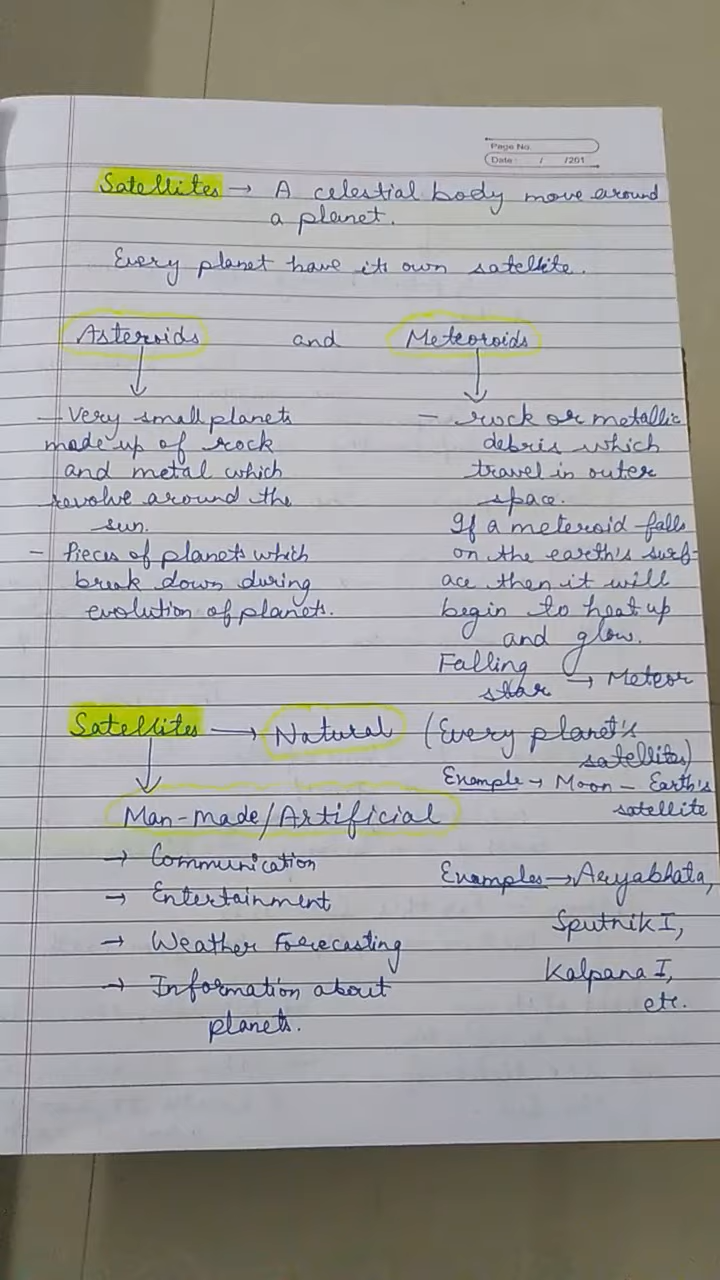 Page No.
Date: / /201
Satellites → A celestial body move around
a planet.
Every planet have its own satellite.
Asteroids and Meteoroids
- Very small planets
made up of rock
and metal which
revolve around the
sun.
- Pieces of planets which
break down during
evolution of planets.
- rock or metallic
debris which
travel in outer
space.
If a meteroid falls
on the earth's surf-
ace then it will
begin to heat up
and glow.
Falling
star → Meteor
Satellites → Natural (Every planet's
satellites)
Example → Moon - Earth's
satellite
Man-made/Artificial
→ Communication
→ Entertainment
→ Weather Forecasting
→ Information about
planets.
Examples → Aryabhata,
Sputnik I,
Kalpana I,
etc.